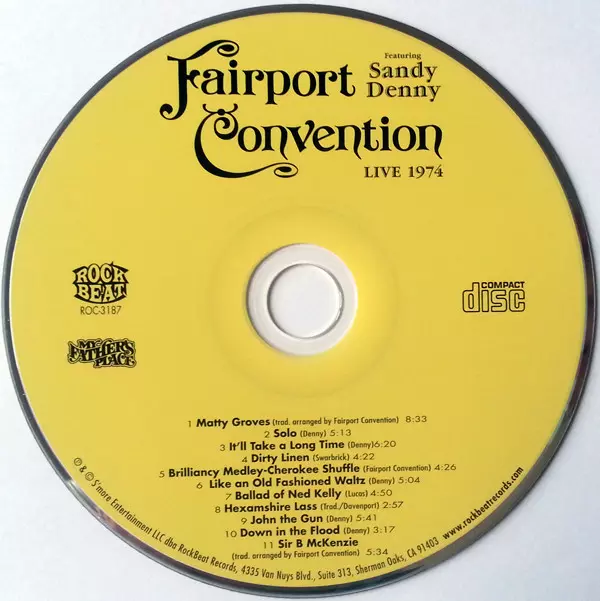 Featuring
Fairport Sandy
Denny
Convention
LIVE 1974
ROCK
BEAT
ROC-3187
COMPACT
disc
MY
FATHER'S
PLACE
1 Matty Groves (trad. arranged by Fairport Convention) 8:33
2 Solo (Denny) 5:13
3 It'll Take a Long Time (Denny)6:20
4 Dirty Linen (Swarbrick) 4:22
5 Brilliancy Medley-Cherokee Shuffle (Fairport Convention) 4:26
6 Like an Old Fashioned Waltz (Denny) 5:04
7 Ballad of Ned Kelly (Lucas) 4:50
8 Hexamshire Lass (Trad./Davenport) 2:57
9 John the Gun (Denny) 5:41
10 Down in the Flood (Denny) 3:17
11 Sir B McKenzie
(trad. arranged by Fairport Convention) 5:34
℗ & © S'more Entertainment LLC dba RockBeat Records, 4335 Van Nuys Blvd., Suite 313, Sherman Oaks, CA 91403 www.rockbeatrecords.com